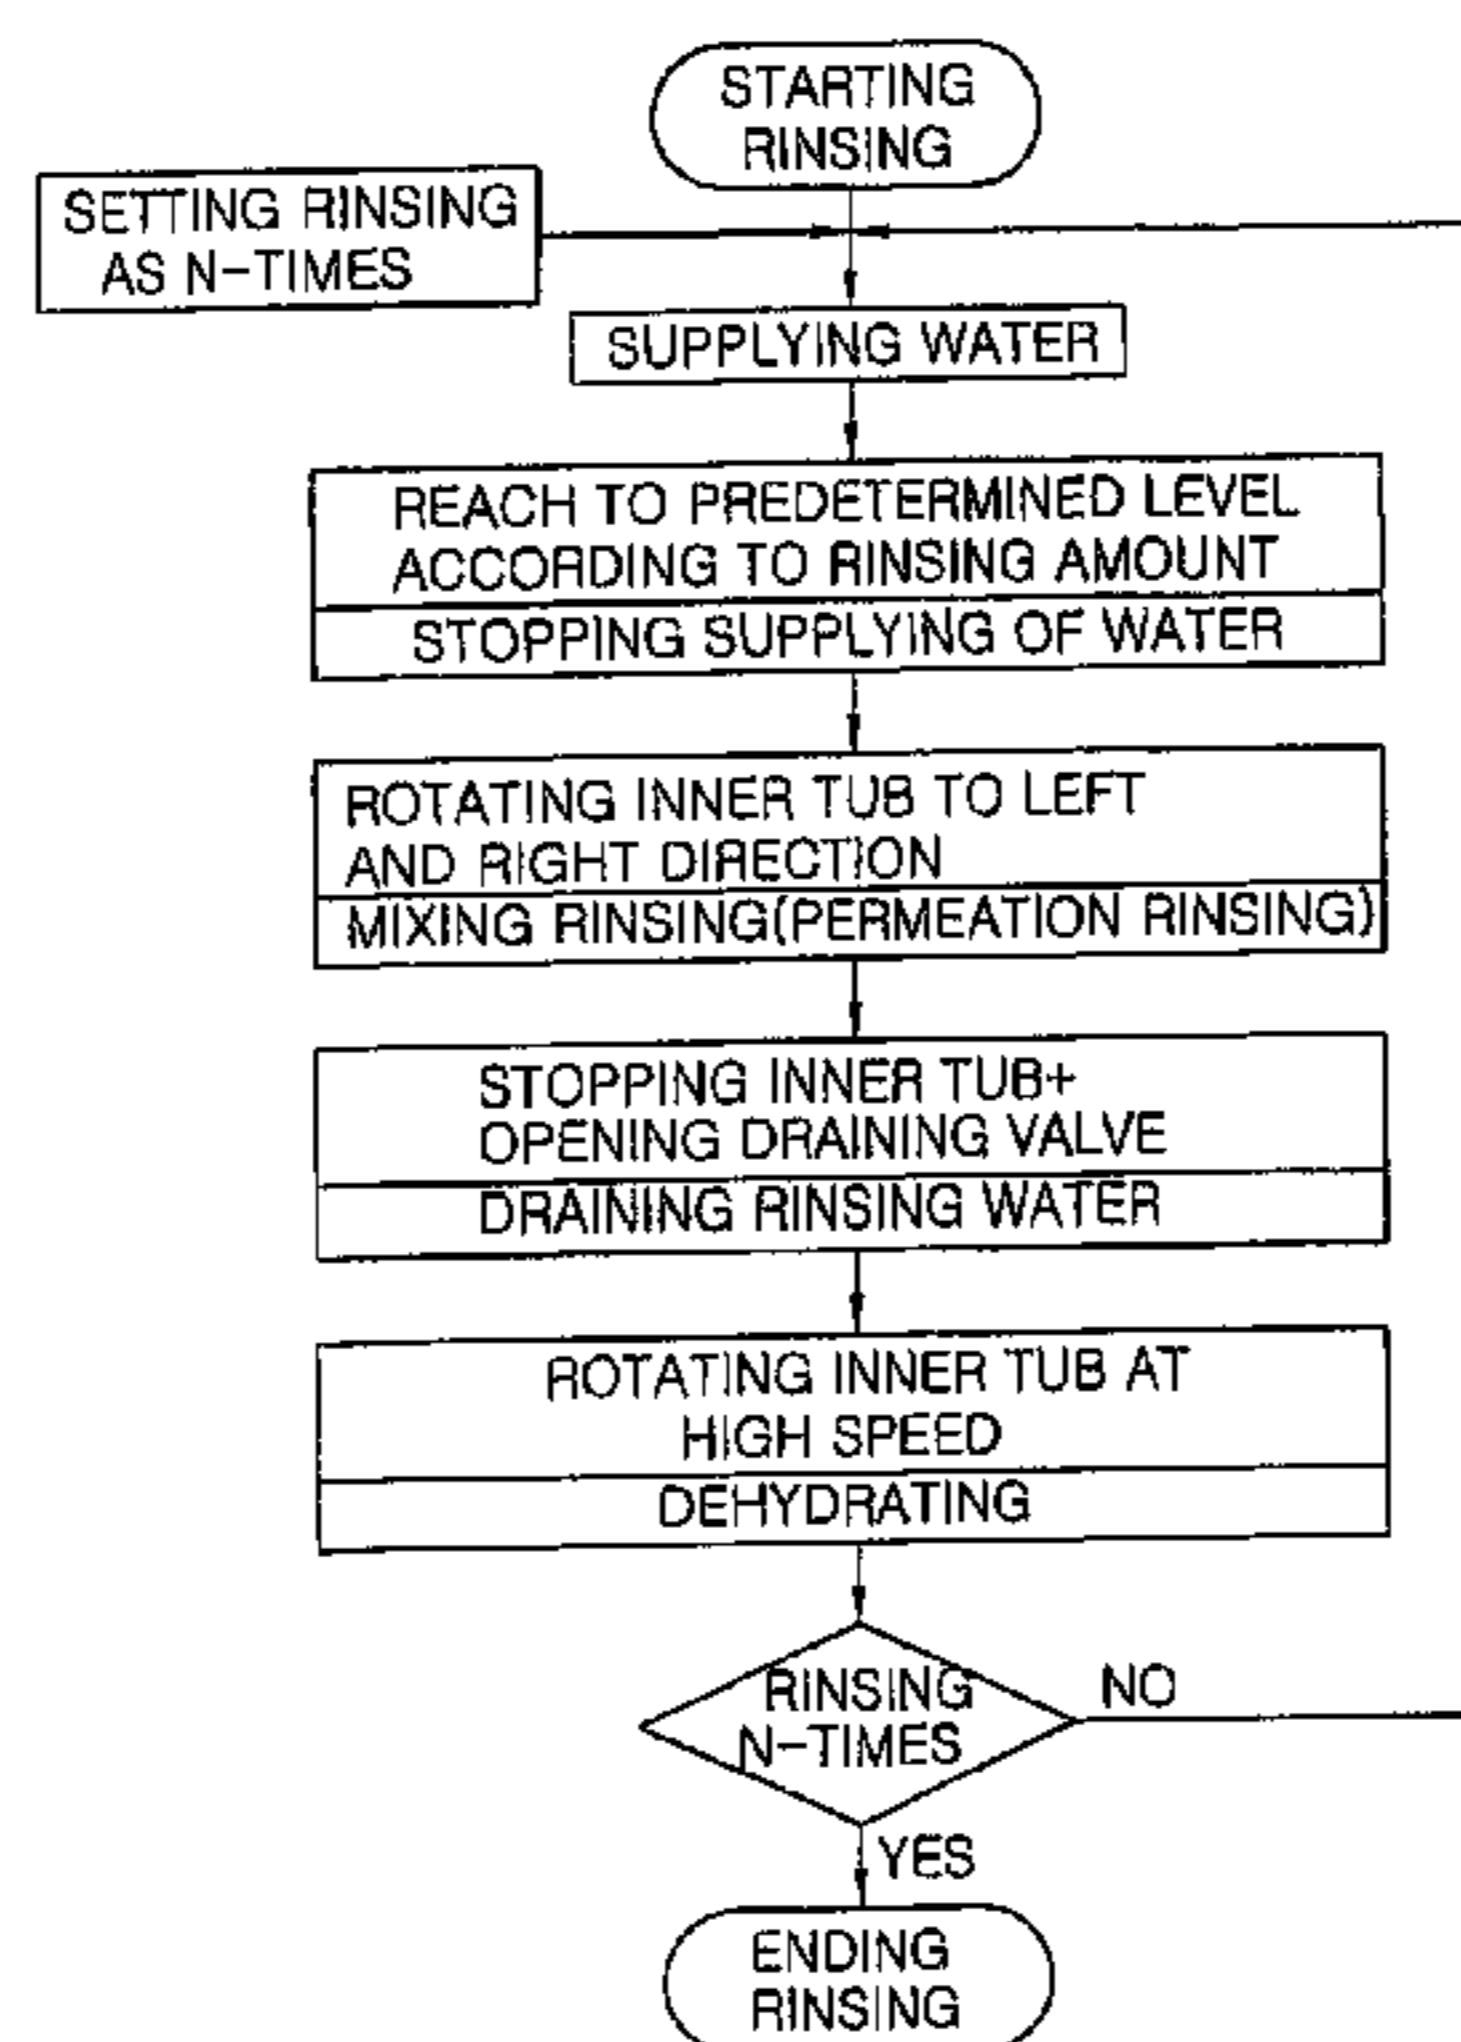 STARTING
RINSING
SETTING RINSING
AS N-TIMES
SUPPLYING WATER
REACH TO PREDETERMINED LEVEL
ACCORDING TO RINSING AMOUNT
STOPPING SUPPLYING OF WATER
ROTATING INNER TUB TO LEFT
AND RIGHT DIRECTION
MIXING RINSING(PERMEATION RINSING)
STOPPING INNER TUB+
OPENING DRAINING VALVE
DRAINING RINSING WATER
ROTATING INNER TUB AT
HIGH SPEED
DEHYDRATING
RINSING
N-TIMES
NO
YES
ENDING
RINSING